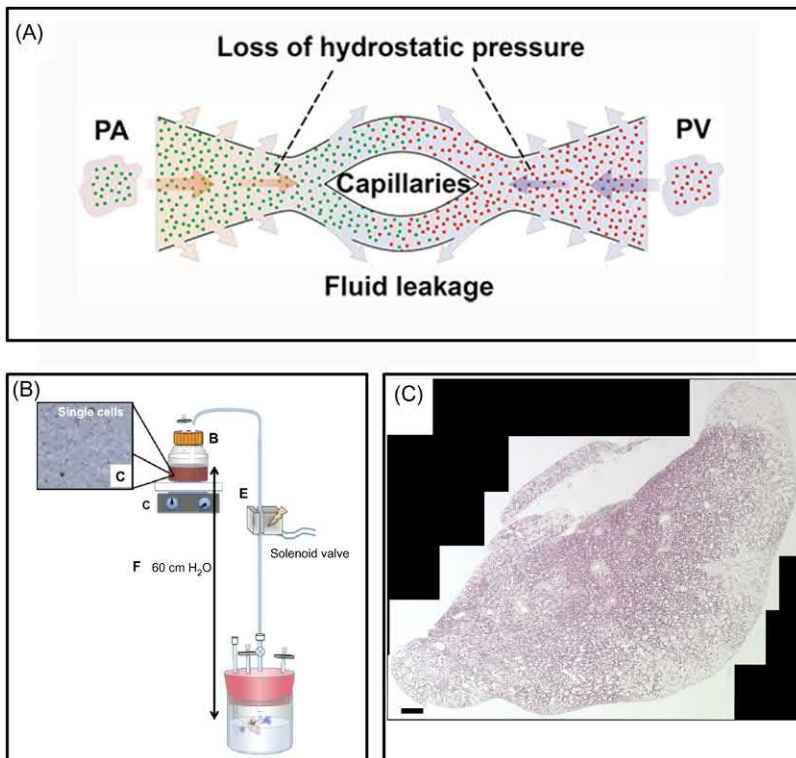 (A)
Loss of hydrostatic pressure
PA
PV
Capillaries
Fluid leakage
(B)
Single cells
B
C
C
E
Solenoid valve
F 60 cm H₂O
(C)